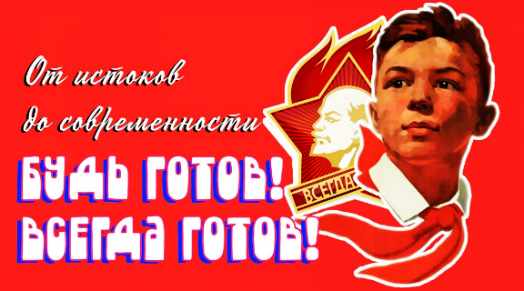 От истоков
до современности
БУДЬ ГОТОВ!
ВСЕГДА ГОТОВ!
ВСЕГДА